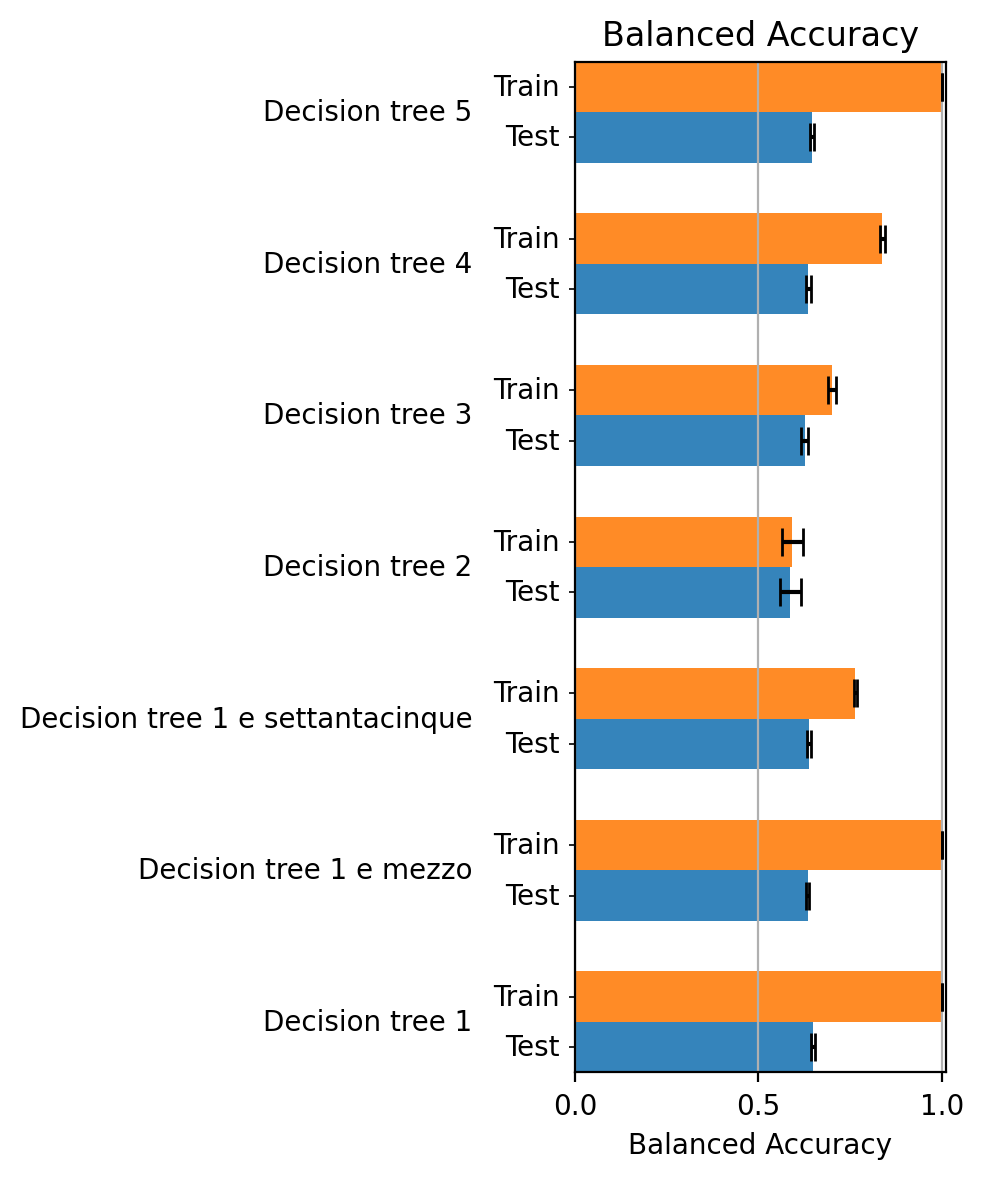 Balanced Accuracy
Decision tree 5
Train
Test
Decision tree 4
Train
Test
Decision tree 3
Train
Test
Decision tree 2
Train
Test
Decision tree 1 e settantacinque
Train
Test
Decision tree 1 e mezzo
Train
Test
Decision tree 1
Train
Test
0.0 0.5 1.0
Balanced Accuracy